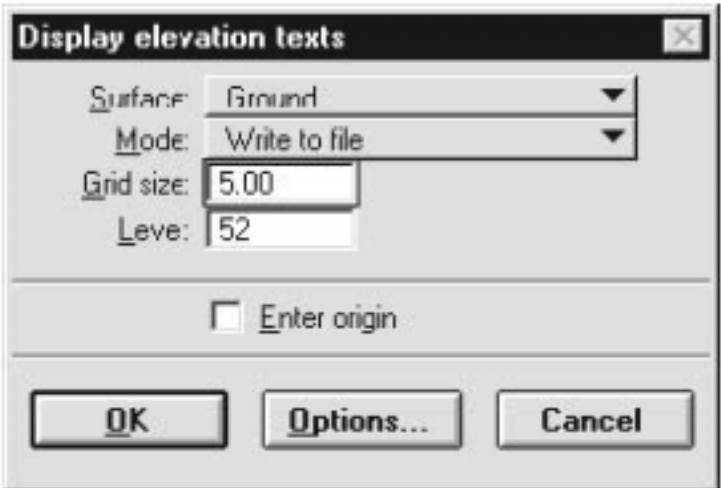 Display elevation texts
Surface: Ground
Mode: Write to file
Grid size: 5.00
Leve: 52
Enter origin
OK Options... Cancel